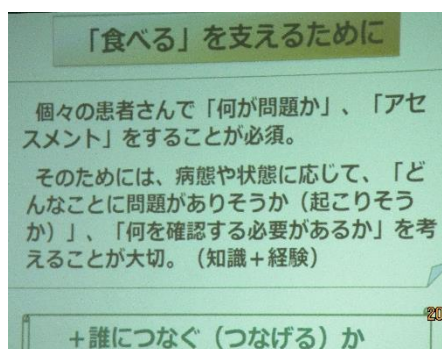 「食べる」を支えるために
個々の患者さんで「何が問題か」、「アセ
スメント」をすることが必須。
そのためには、病態や状態に応じて、「ど
んなことに問題がありそうか（起こりそう
か）」、「何を確認する必要があるか」を考
えることが大切。（知識＋経験）
20
＋誰につなぐ（つなげる）か